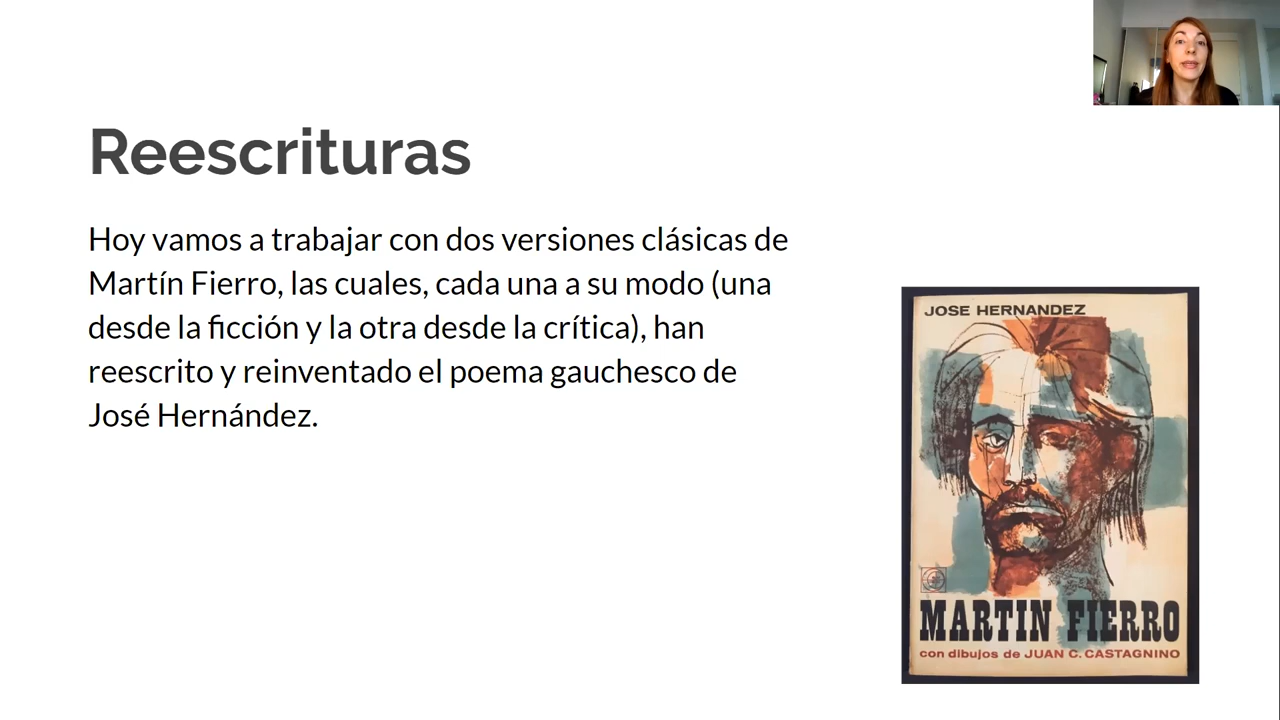 Reescrituras
Hoy vamos a trabajar con dos versiones clásicas de
Martín Fierro, las cuales, cada una a su modo (una
desde la ficción y la otra desde la crítica), han
reescrito y reinventado el poema gauchesco de
José Hernández.
JOSE HERNANDEZ
MARTIN FIERRO
con dibujos de JUAN C. CASTAGNINO